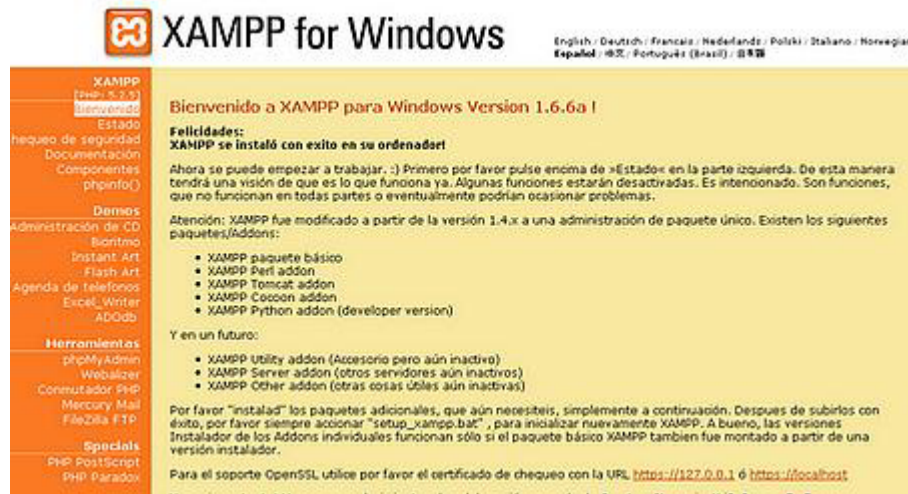 XAMPP for Windows
English / Deutsch / Francais / Nederlands / Polski / Italiano / Norwegian
Español / 中文 / Português (Brasil) / 日本語
XAMPP
[PHP: 5.2.5]
Bienvenido
Estado
hequeo de seguridad
Documentación
Componentes
phpinfo()
Demos
Administración de CD
Bioritmo
Instant Art
Flash Art
Agenda de telefonos
Excel_Writer
ADOdb
Herramientas
phpMyAdmin
Webalizer
Conmutador PHP
Mercury Mail
FileZilla FTP
Specials
PHP PostScript
PHP Paradox
Bienvenido a XAMPP para Windows Version 1.6.6a !
Felicidades:
XAMPP se instaló con exito en su ordenador!
Ahora se puede empezar a trabajar. :) Primero por favor pulse encima de »Estado« en la parte izquierda. De esta manera
tendrá una visión de que es lo que funciona ya. Algunas funciones estarán desactivadas. Es intencionado. Son funciones,
que no funcionan en todas partes o eventualmente podrían ocasionar problemas.
Atención: XAMPP fue modificado a partir de la versión 1.4.x a una administración de paquete único. Existen los siguientes
paquetes/Addons:
• XAMPP paquete básico
• XAMPP Perl addon
• XAMPP Tomcat addon
• XAMPP Cocoon addon
• XAMPP Python addon (developer version)
Y en un futuro:
• XAMPP Utility addon (Accesorio pero aún inactivo)
• XAMPP Server addon (otros servidores aún inactivos)
• XAMPP Other addon (otras cosas útiles aún inactivas)
Por favor "instalad" los paquetes adicionales, que aún necesiteis, simplemente a continuación. Despues de subirlos con
éxito, por favor siempre accionar "setup_xampp.bat" , para inicializar nuevamente XAMPP. A bueno, las versiones
Instalador de los Addons individuales funcionan sólo si el paquete básico XAMPP tambien fue montado a partir de una
versión instalador.
Para el soporte OpenSSL utilice por favor el certificado de chequeo con la URL https://127.0.0.1 ó https://localhost